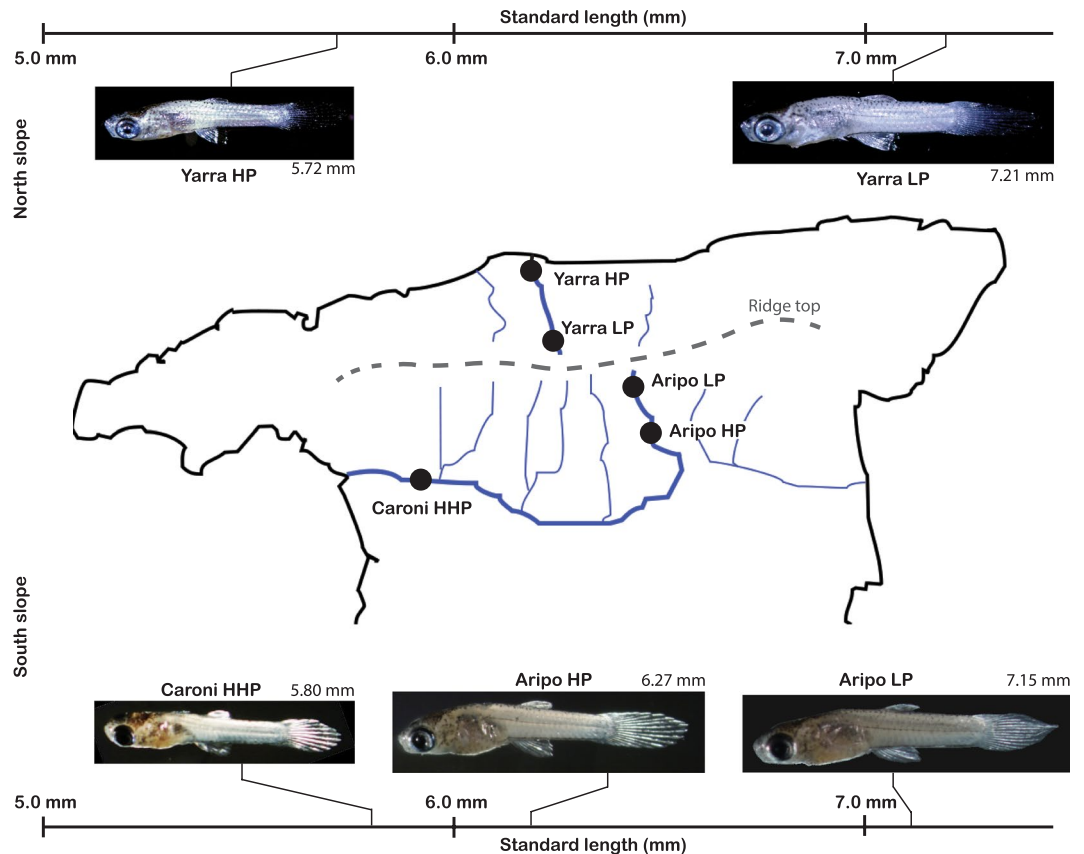 Standard length (mm)
5.0 mm 6.0 mm 7.0 mm
North slope
Yarra HP 5.72 mm
Yarra LP 7.21 mm
Yarra HP
Ridge top
Yarra LP
Aripo LP
Aripo HP
Caroni HHP
South slope
Caroni HHP 5.80 mm
Aripo HP 6.27 mm
Aripo LP 7.15 mm
5.0 mm 6.0 mm 7.0 mm
Standard length (mm)